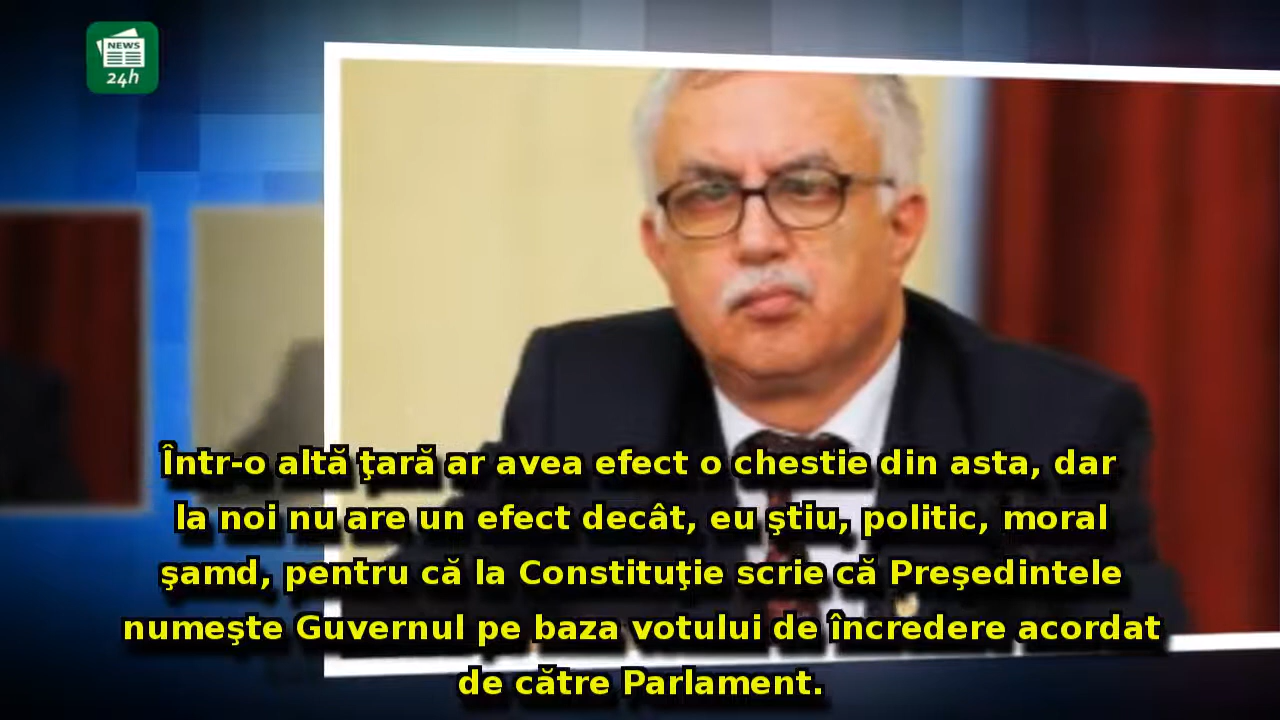 NEWS
24h
Într-o altă ţară ar avea efect o chestie din asta, dar
la noi nu are un efect decât, eu ştiu, politic, moral
şamd, pentru că la Constituţie scrie că Preşedintele
numeşte Guvernul pe baza votului de încredere acordat
de către Parlament.